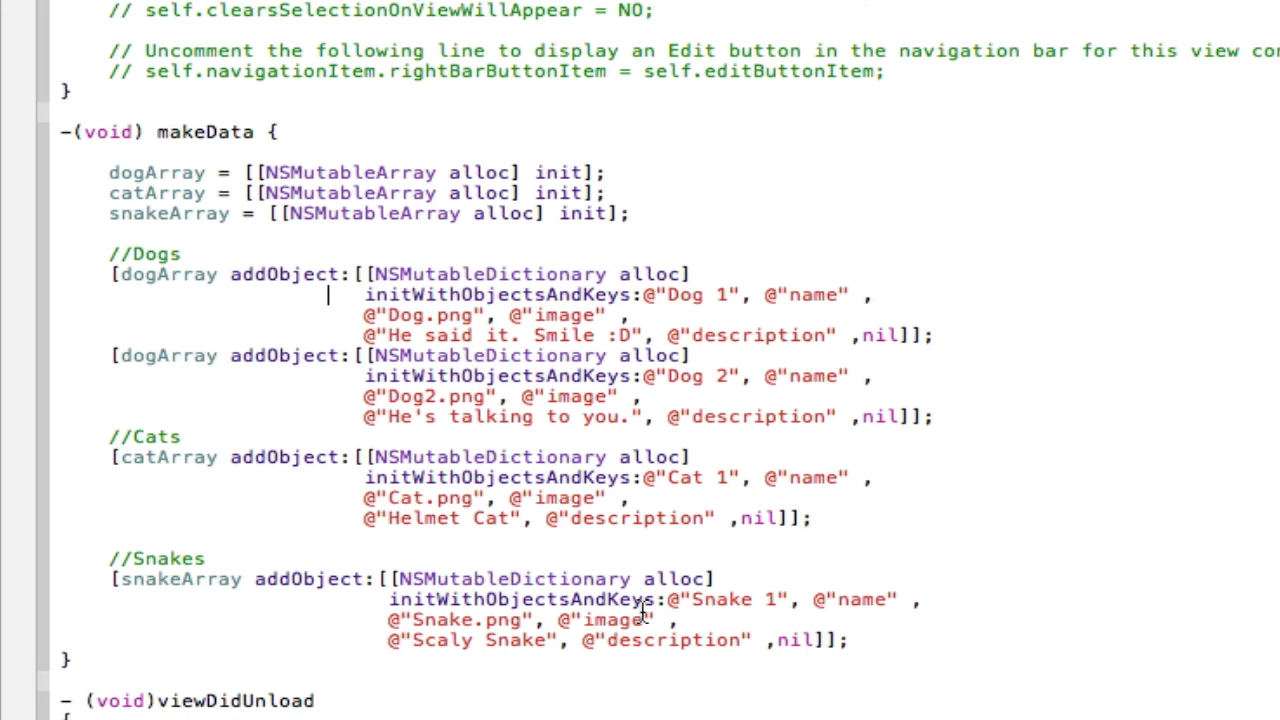 // self.clearsSelectionOnViewWillAppear = NO;
// Uncomment the following line to display an Edit button in the navigation bar for this view
// self.navigationItem.rightBarButtonItem = self.editButtonItem;
}
-(void) makeData {
dogArray = [[NSMutableArray alloc] init];
catArray = [[NSMutableArray alloc] init];
snakeArray = [[NSMutableArray alloc] init];
//Dogs
[dogArray addObject:[[NSMutableDictionary alloc]
initWithObjectsAndKeys:@"Dog 1", @"name" ,
@"Dog.png", @"image" ,
@"He said it. Smile :D", @"description" ,nil]];
[dogArray addObject:[[NSMutableDictionary alloc]
initWithObjectsAndKeys:@"Dog 2", @"name" ,
@"Dog2.png", @"image" ,
@"He's talking to you.", @"description" ,nil]];
//Cats
[catArray addObject:[[NSMutableDictionary alloc]
initWithObjectsAndKeys:@"Cat 1", @"name" ,
@"Cat.png", @"image" ,
@"Helmet Cat", @"description" ,nil]];
//Snakes
[snakeArray addObject:[[NSMutableDictionary alloc]
initWithObjectsAndKeys:@"Snake 1", @"name" ,
@"Snake.png", @"image" ,
@"Scaly Snake", @"description" ,nil]];
}
- (void)viewDidUnload
{